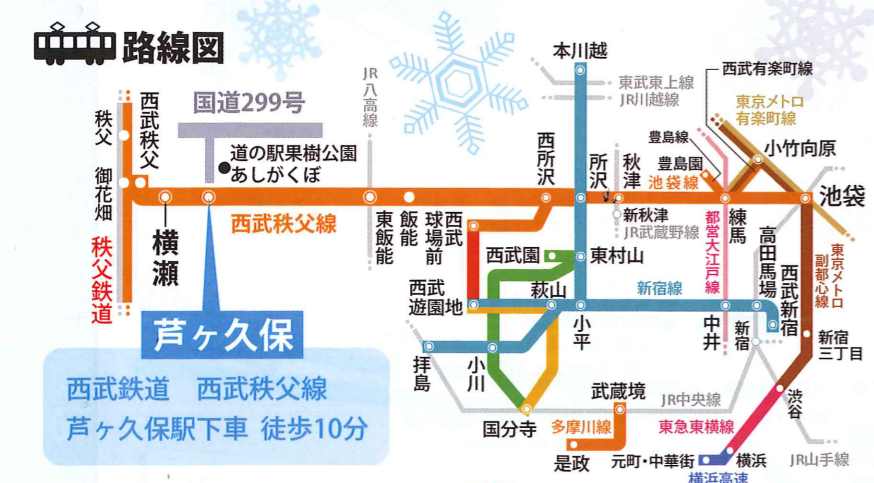 路線図
国道299号
道の駅果樹公園
あしがくぼ
秩父
御花畑
西武秩父
横瀬
秩父鉄道
西武秩父線
芦ヶ久保
西武鉄道 西武秩父線
芦ヶ久保駅下車 徒歩10分
JR八高線
東飯能
飯能
西武球場前
西武遊園地
西所沢
本川越
東武東上線
JR川越線
所沢
秋津
新秋津
JR武蔵野線
西武園
東村山
萩山
小平
新宿線
拝島
小川
国分寺
武蔵境
多摩川線
是政
JR中央線
豊島線
豊島園
池袋線
練馬
都営大江戸線
中井
西武有楽町線
東京メトロ
有楽町線
小竹向原
池袋
高田馬場
西武新宿
新宿
東京メトロ
副都心線
新宿
三丁目
渋谷
東急東横線
横浜
元町・中華街
横浜高速
JR山手線